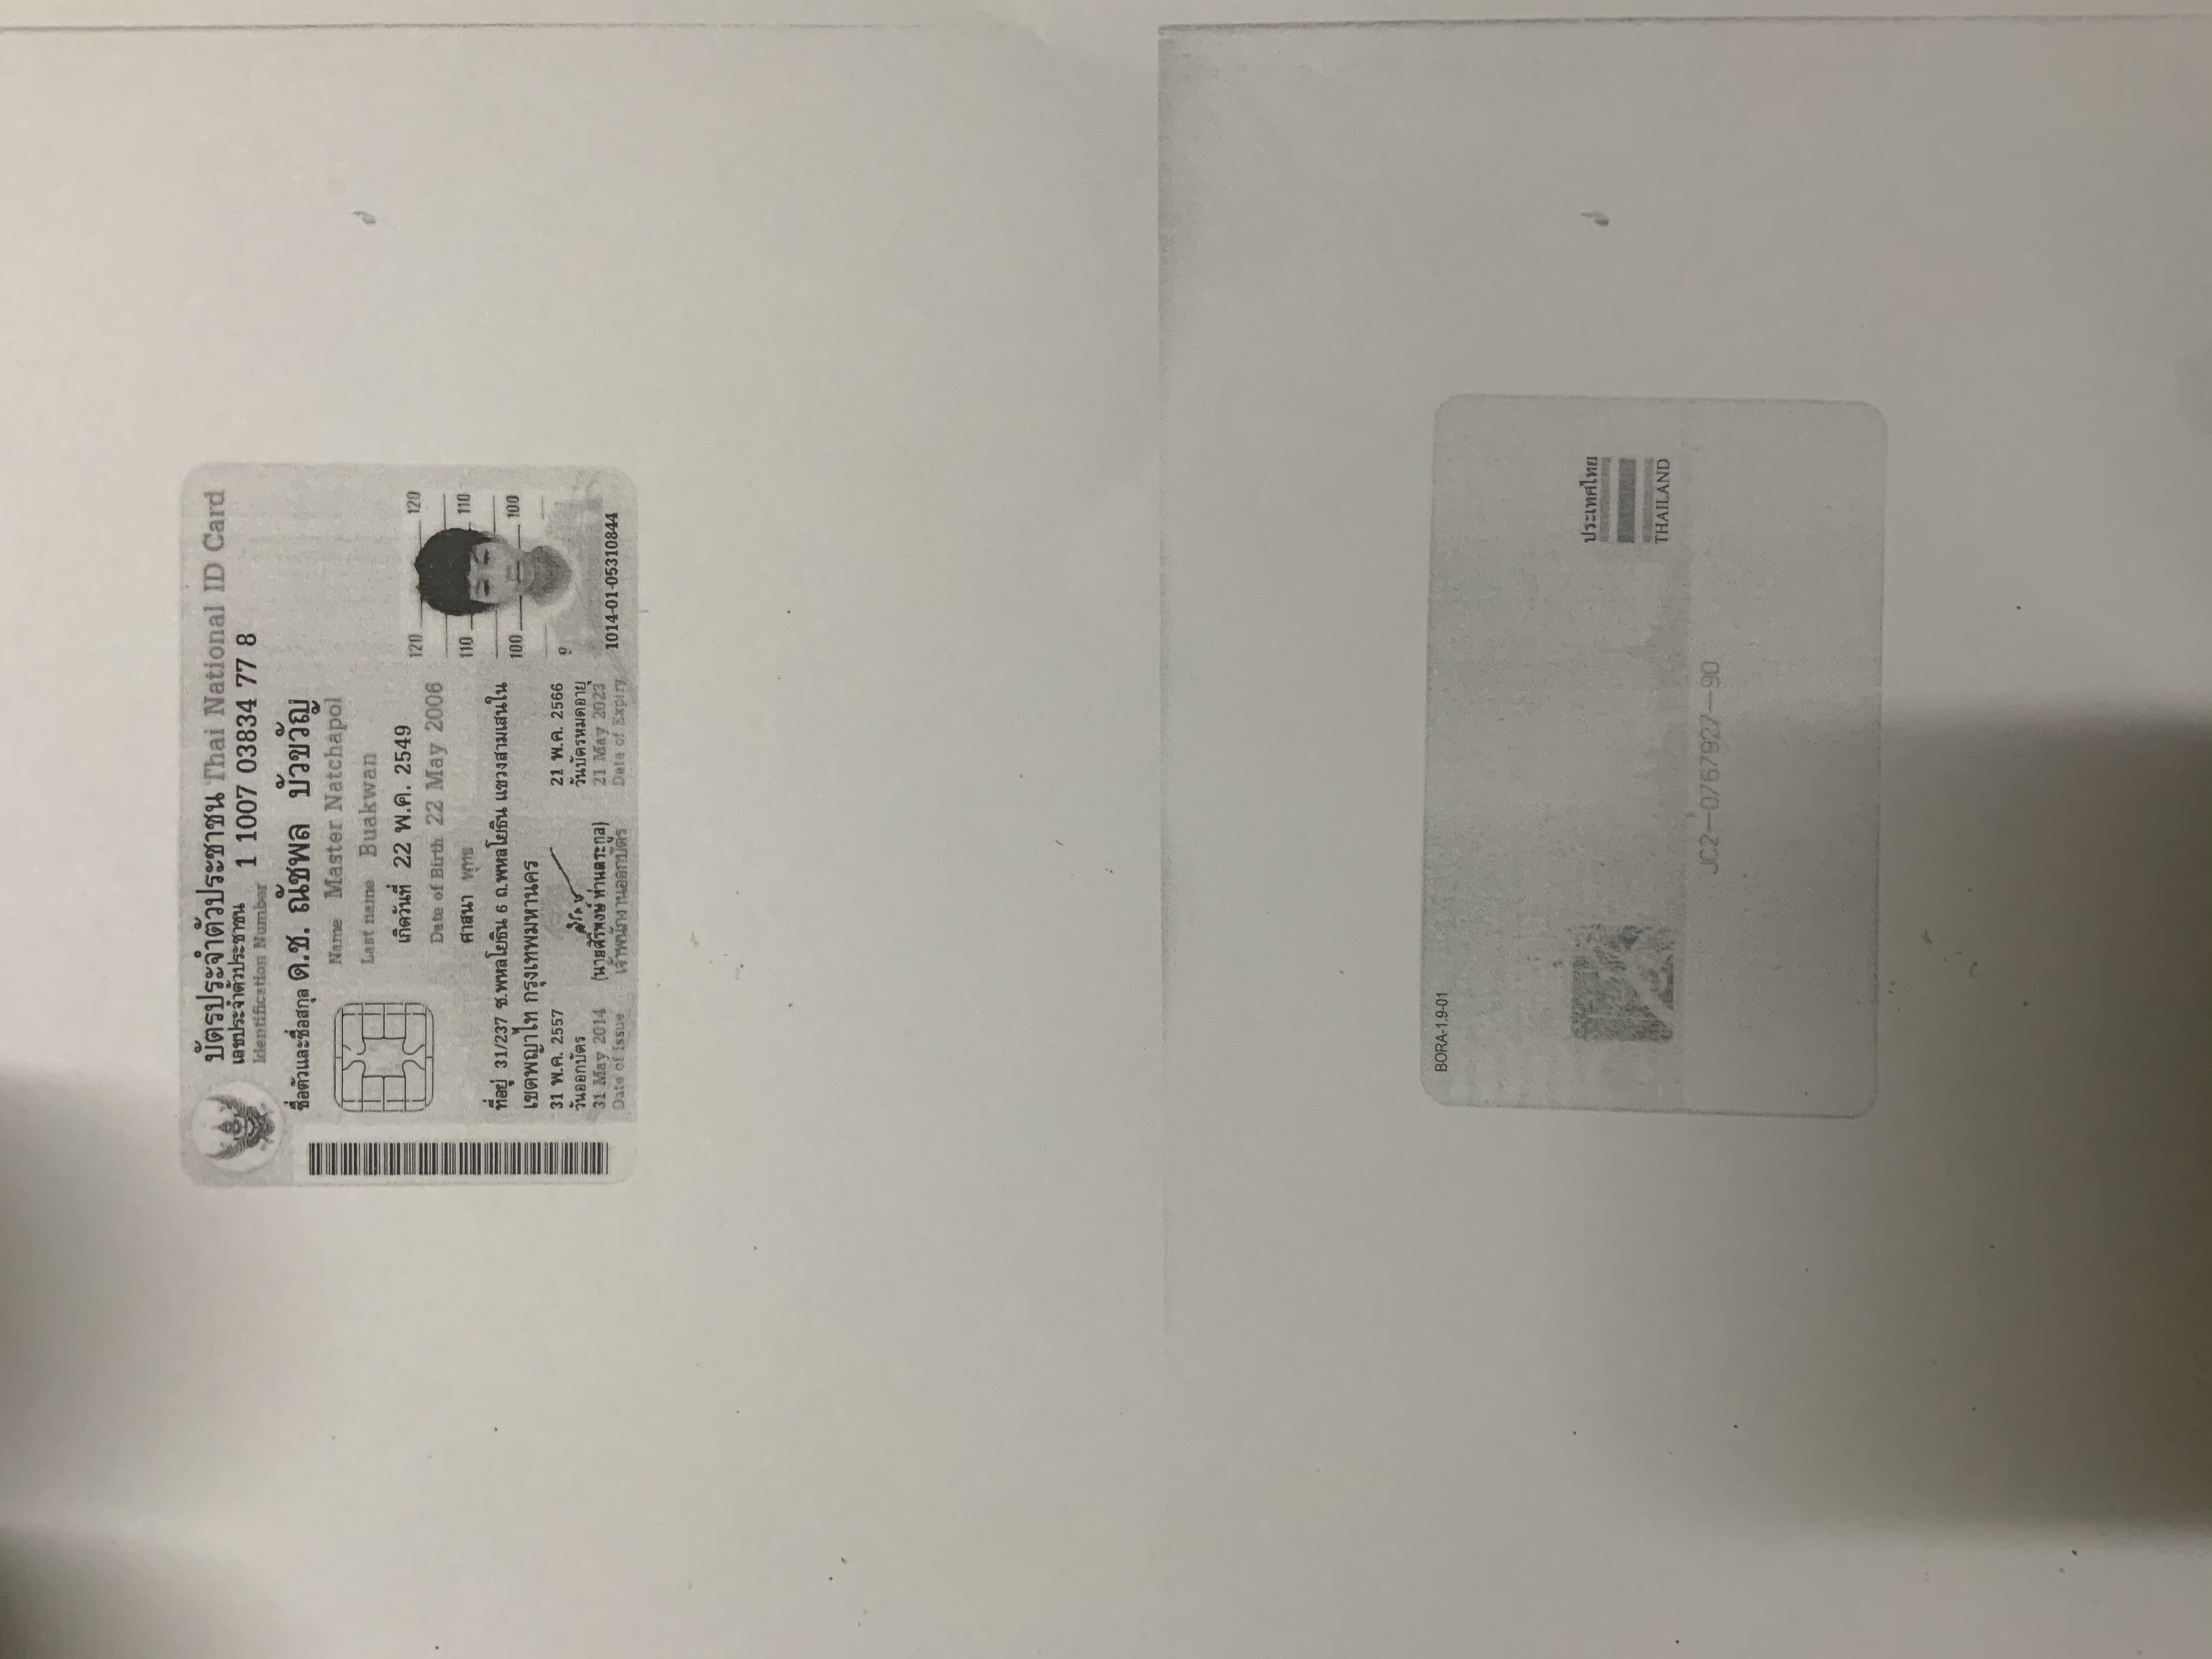 บัตรประจำตัวประชาชน Thai National ID Card
เลขประจำตัวประชาชน
Identification Number
1 1007 03834 77 8
ชื่อตัวและชื่อสกุล ด.ช. ณัชพล บัวขวัญ
Name Master Natchapol
Last name Buakwan
เกิดวันที่ 22 พ.ค. 2549
Date of Birth 22 May 2006
ศาสนา พุทธ
ที่อยู่ 31/237 ซ.พหลโยธิน 6 ถ.พหลโยธิน แขวงสามเสนใน
เขตพญาไท กรุงเทพมหานคร
31 พ.ค. 2557
วันออกบัตร
31 May 2014
Date of Issue
(นายศิริพงษ์ ห่านตระกูล)
เจ้าพนักงานออกบัตร
21 พ.ค. 2566
วันบัตรหมดอายุ
21 May 2023
Date of Expiry
120 120
110 110
100 100
9
1014-01-05310844
BORA-1.9-01
ประเทศไทย
THAILAND
JC2-0767927-90